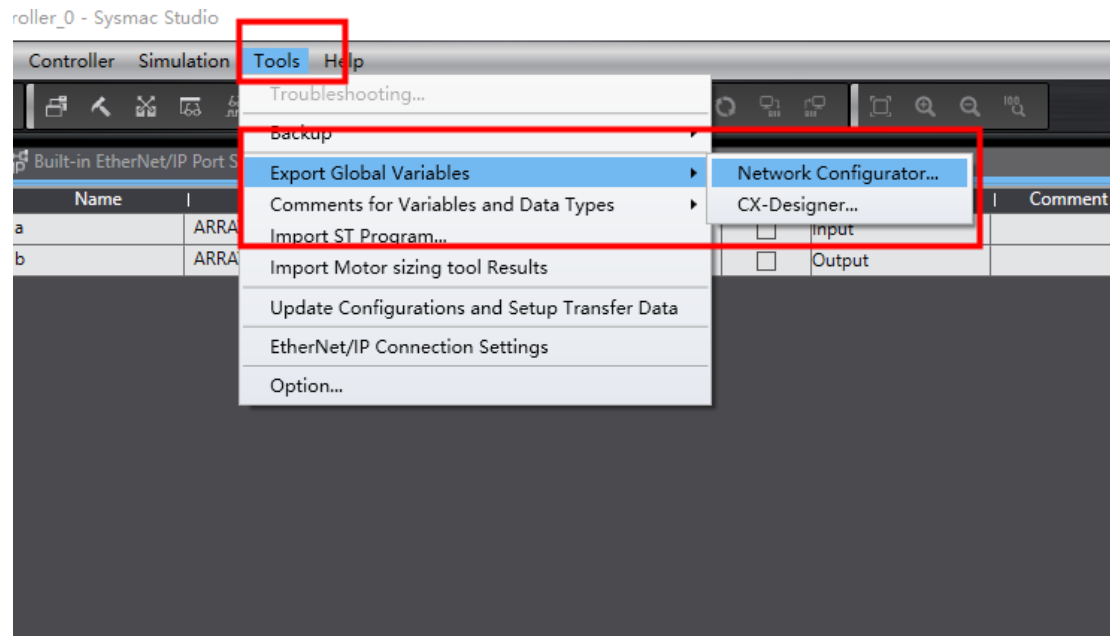 roller_0 - Sysmac Studio
Controller Simulation Tools Help
Troubleshooting...
Backup
Built-in EtherNet/IP Port S
Export Global Variables
Network Configurator...
Name
Comment
Comments for Variables and Data Types
CX-Designer...
a ARRA Input
Import ST Program...
b ARRA Output
Import Motor sizing tool Results
Update Configurations and Setup Transfer Data
EtherNet/IP Connection Settings
Option...